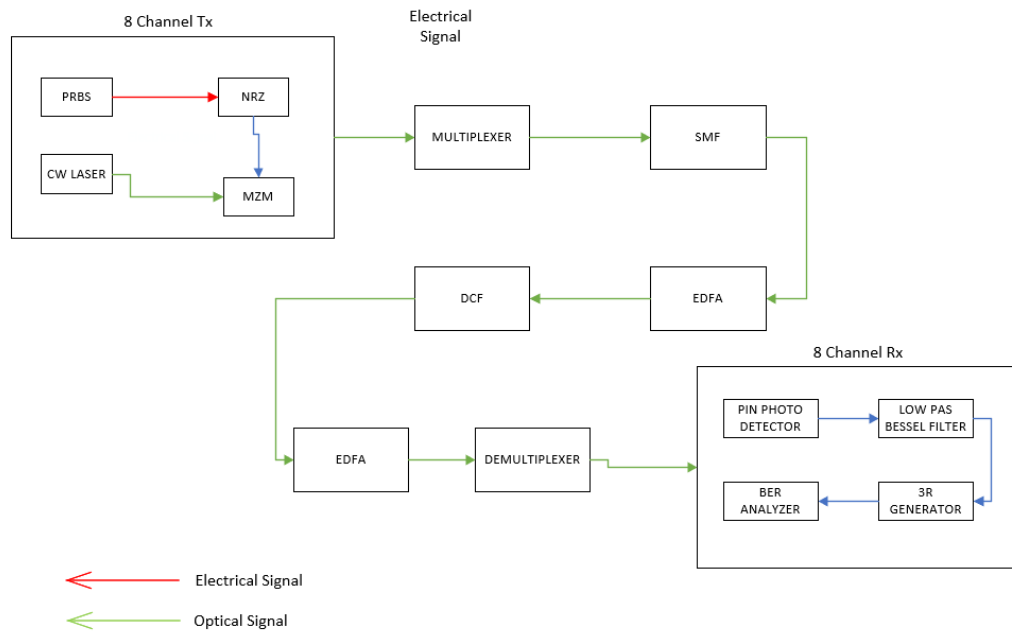 8 Channel Tx
Electrical
Signal
PRBS
NRZ
CW LASER
MZM
MULTIPLEXER
SMF
DCF
EDFA
8 Channel Rx
EDFA
DEMULTIPLEXER
PIN PHOTO
DETECTOR
LOW PAS
BESSEL FILTER
BER
ANALYZER
3R
GENERATOR
Electrical Signal
Optical Signal